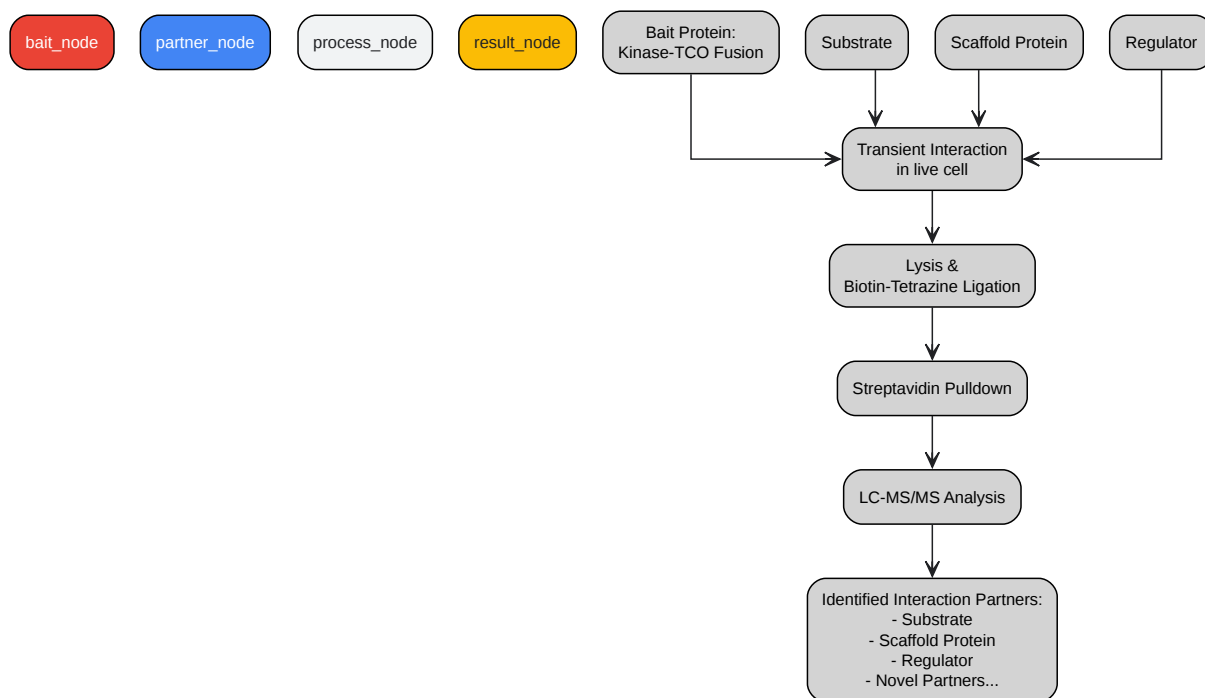 bait_node
partner_node
process_node
result_node
Bait Protein:
Kinase-TCO Fusion
Substrate
Scaffold Protein
Regulator
Transient Interaction
in live cell
Lysis &
Biotin-Tetrazine Ligation
Streptavidin Pulldown
LC-MS/MS Analysis
Identified Interaction Partners:
- Substrate
- Scaffold Protein
- Regulator
- Novel Partners...